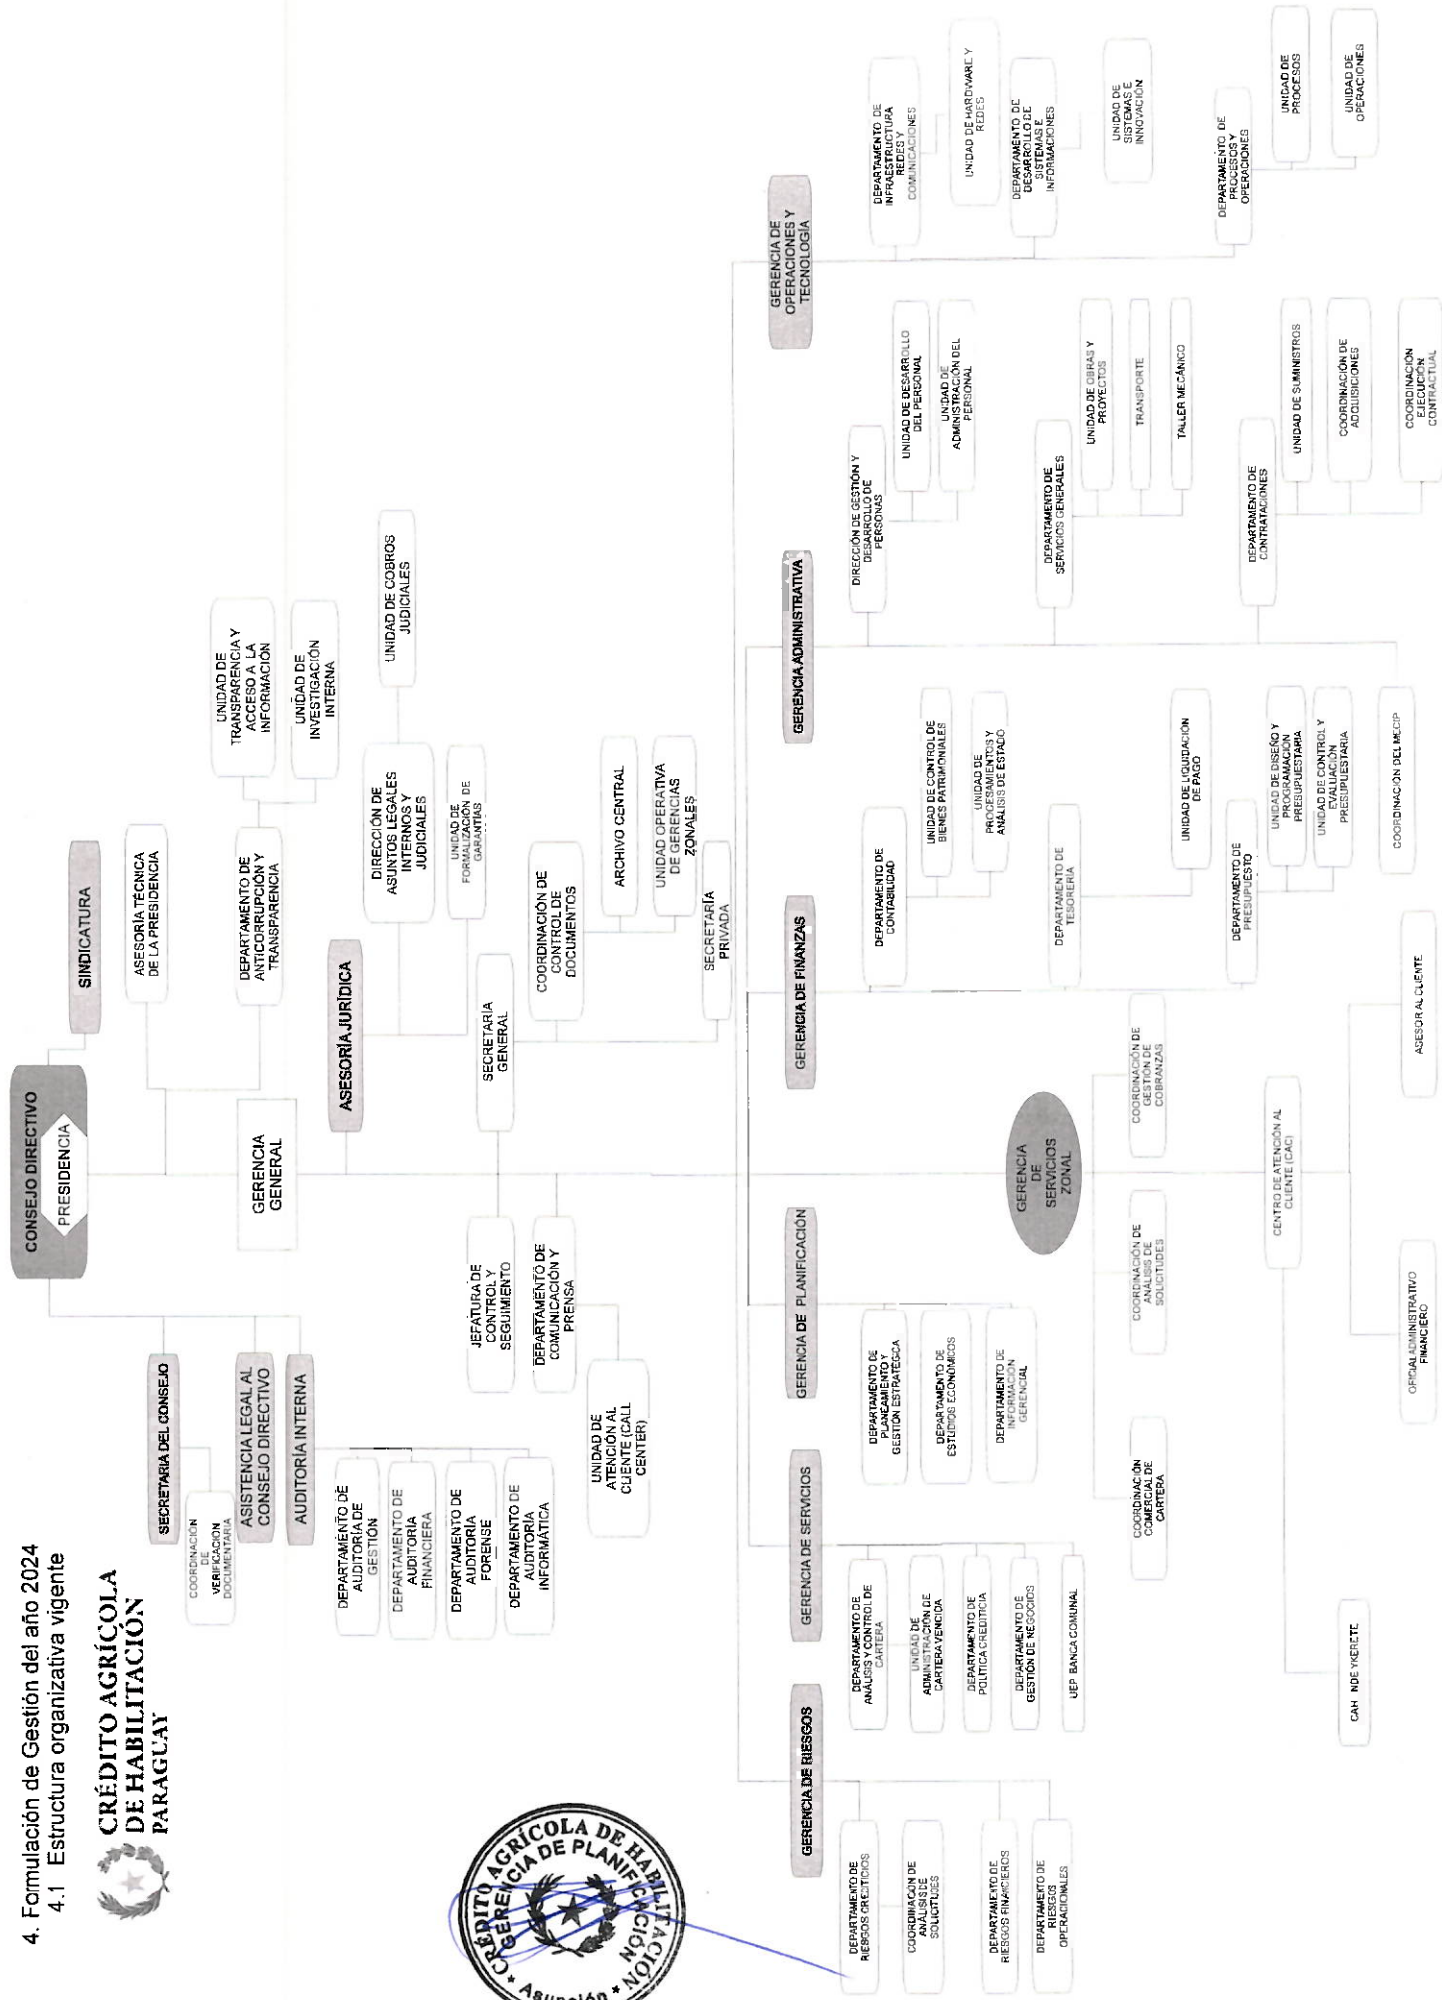 4. Formulación de Gestión del año 2024
4.1 Estructura organizativa vigente
CRÉDITO AGRÍCOLA
DE HABILITACIÓN
PARAGUAY
CONSEJO DIRECTIVO
PRESIDENCIA
SINDICATURA
SECRETARIA DEL CONSEJO
COORDINACIÓN
DE
VERIFICACION
DOCUMENTARIA
ASISTENCIA LEGAL AL
CONSEJO DIRECTIVO
AUDITORÍA INTERNA
DEPARTAMENTO DE
AUDITORÍA DE
GESTIÓN
DEPARTAMENTO DE
AUDITORÍA
FINANCIERA
DEPARTAMENTO DE
AUDITORÍA
FORENSE
DEPARTAMENTO DE
AUDITORÍA
INFORMÁTICA
ASESORÍA TÉCNICA
DE LA PRESIDENCIA
DEPARTAMENTO DE
ANTICORRUPCIÓN Y
TRANSPARENCIA
UNIDAD DE
TRANSPARENCIA Y
ACCESO A LA
INFORMACION
UNIDAD DE
INVESTIGACIÓN
INTERNA
GERENCIA
GENERAL
ASESORÍA JURÍDICA
DIRECCIÓN DE
ASUNTOS LEGALES
INTERNOS Y
JUDICIALES
UNIDAD DE COBROS
JUDICIALES
UNIDAD DE
FORMALIZACIÓN DE
GARANTÍAS
SECRETARÍA
GENERAL
COORDINACIÓN DE
CONTROL DE
DOCUMENTOS
ARCHIVO CENTRAL
UNIDAD OPERATIVA
DE GERENCIAS
ZONALES
SECRETARÍA
PRIVADA
JEFATURA DE
CONTROL Y
SEGUIMIENTO
DEPARTAMENTO DE
COMUNICACIÓN Y
PRENSA
UNIDAD DE
ATENCIÓN AL
CLIENTE (CALL
CENTER)
CRÉDITO AGRÍCOLA DE HABILITACIÓN
GERENCIA DE PLANIFICACIÓN
Asunción
GERENCIA DE RIESGOS
DEPARTAMENTO DE
RIESGOS CREDITICIOS
COORDINACIÓN DE
ANÁLISIS DE
SOLICITUDES
DEPARTAMENTO DE
RIESGOS FINANCIEROS
DEPARTAMENTO DE
RIESGOS
OPERACIONALES
GERENCIA DE SERVICIOS
DEPARTAMENTO DE
ANÁLISIS Y CONTROL DE
CARTERA
UNIDAD DE
ADMINISTRACIÓN DE
CARTERA VENCIDA
DEPARTAMENTO DE
POLÍTICA CREDITICIA
DEPARTAMENTO DE
GESTIÓN DE NEGOCIOS
UEP BANCA COMUNAL
GERENCIA DE PLANIFICACIÓN
DEPARTAMENTO DE
PLANEAMIENTO Y
GESTIÓN ESTRATÉGICA
DEPARTAMENTO DE
ESTUDIOS ECONÓMICOS
DEPARTAMENTO DE
INFORMACIÓN
GERENCIAL
GERENCIA DE FINANZAS
DEPARTAMENTO DE
CONTABILIDAD
UNIDAD DE CONTROL DE
BIENES PATRIMONIALES
UNIDAD DE
PROCESAMIENTOS Y
ANÁLISIS DE ESTADO
DEPARTAMENTO DE
TESORERÍA
UNIDAD DE LIQUIDACIÓN
DE PAGO
DEPARTAMENTO DE
PRESUPUESTO
UNIDAD DE DISEÑO Y
PROGRAMACIÓN
PRESUPUESTARIA
UNIDAD DE CONTROL Y
EVALUACIÓN
PRESUPUESTARIA
GERENCIA ADMINISTRATIVA
DIRECCIÓN DE GESTIÓN Y
DESARROLLO DE
PERSONAS
UNIDAD DE DESARROLLO
DEL PERSONAL
UNIDAD DE
ADMINISTRACIÓN DEL
PERSONAL
DEPARTAMENTO DE
SERVICIOS GENERALES
UNIDAD DE OBRAS Y
PROYECTOS
TRANSPORTE
TALLER MECÁNICO
DEPARTAMENTO DE
CONTRATACIONES
UNIDAD DE SUMINISTROS
COORDINACIÓN DE
ADQUISICIONES
COORDINACIÓN
EJECUCIÓN
CONTRACTUAL
COORDINACION DEL MECIP
GERENCIA DE
OPERACIONES Y
TECNOLOGÍA
DEPARTAMENTO DE
INFRAESTRUCTURA
REDES Y
COMUNICACIONES
UNIDAD DE HARDWARE Y
REDES
DEPARTAMENTO DE
DESARROLLO DE
SISTEMAS E
INFORMACIONES
UNIDAD DE
SISTEMAS E
INNOVACIÓN
DEPARTAMENTO DE
PROCESOS Y
OPERACIONES
UNIDAD DE
PROCESOS
UNIDAD DE
OPERACIONES
GERENCIA
DE
SERVICIOS
ZONAL
COORDINACIÓN
COMERCIAL DE
CARTERA
COORDINACIÓN DE
ANÁLISIS DE
SOLICITUDES
COORDINACIÓN DE
GESTIÓN DE
COBRANZAS
CENTRO DE ATENCIÓN AL
CLIENTE (CAC)
CAH NDE YKERETE
OFICIAL ADMINISTRATIVO
FINANCIERO
ASESOR AL CLIENTE